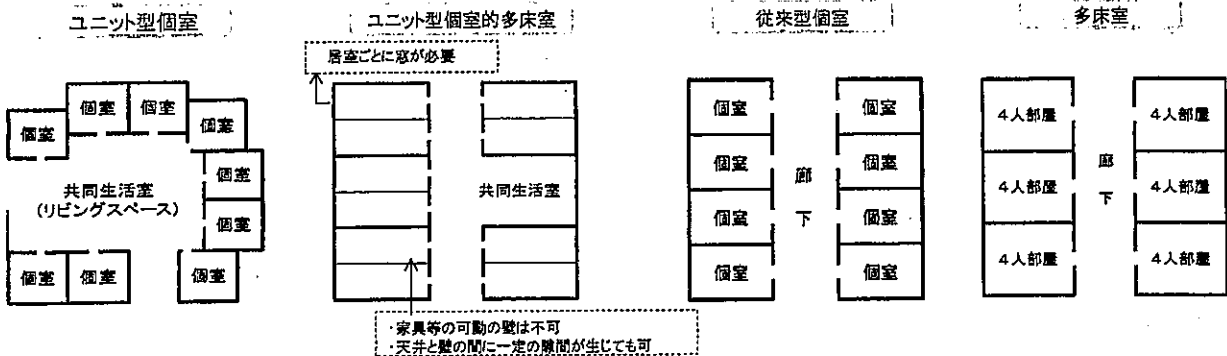 ユニット型個室
個室
個室
個室
個室
個室
個室
共同生活室
(リビングスペース)
個室
個室
個室
ユニット型個室的多床室
居室ごとに窓が必要
共同生活室
・家具等の可動の壁は不可
・天井と壁の間に一定の隙間が生じても可
従来型個室
個室
個室
個室
個室
廊下
個室
個室
個室
個室
多床室
4人部屋
4人部屋
4人部屋
廊下
4人部屋
4人部屋
4人部屋